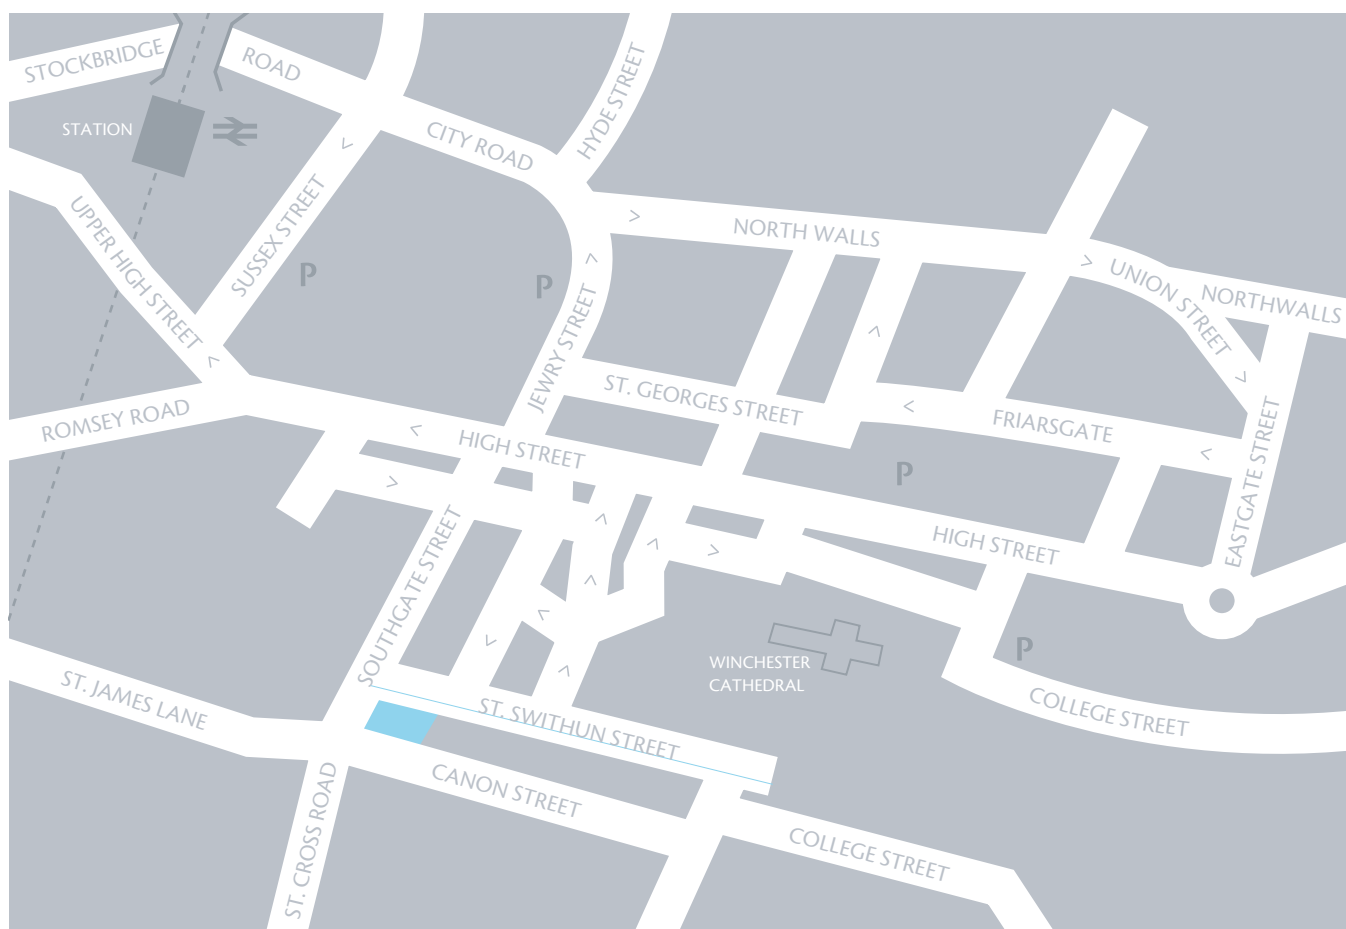 STOCKBRIDGE
ROAD
HYDE STREET
STATION
CITY ROAD
UPPER HIGH STREET
SUSSEX STREET
NORTH WALLS
UNION STREET
NORTHWALLS
P
P
JEWRY STREET
ST. GEORGES STREET
FRIARSGATE
ROMSEY ROAD
HIGH STREET
P
EASTGATE STREET
HIGH STREET
SOUTHGATE STREET
P
WINCHESTER
CATHEDRAL
ST. JAMES LANE
ST. SWITHUN STREET
COLLEGE STREET
CANON STREET
ST. CROSS ROAD
COLLEGE STREET